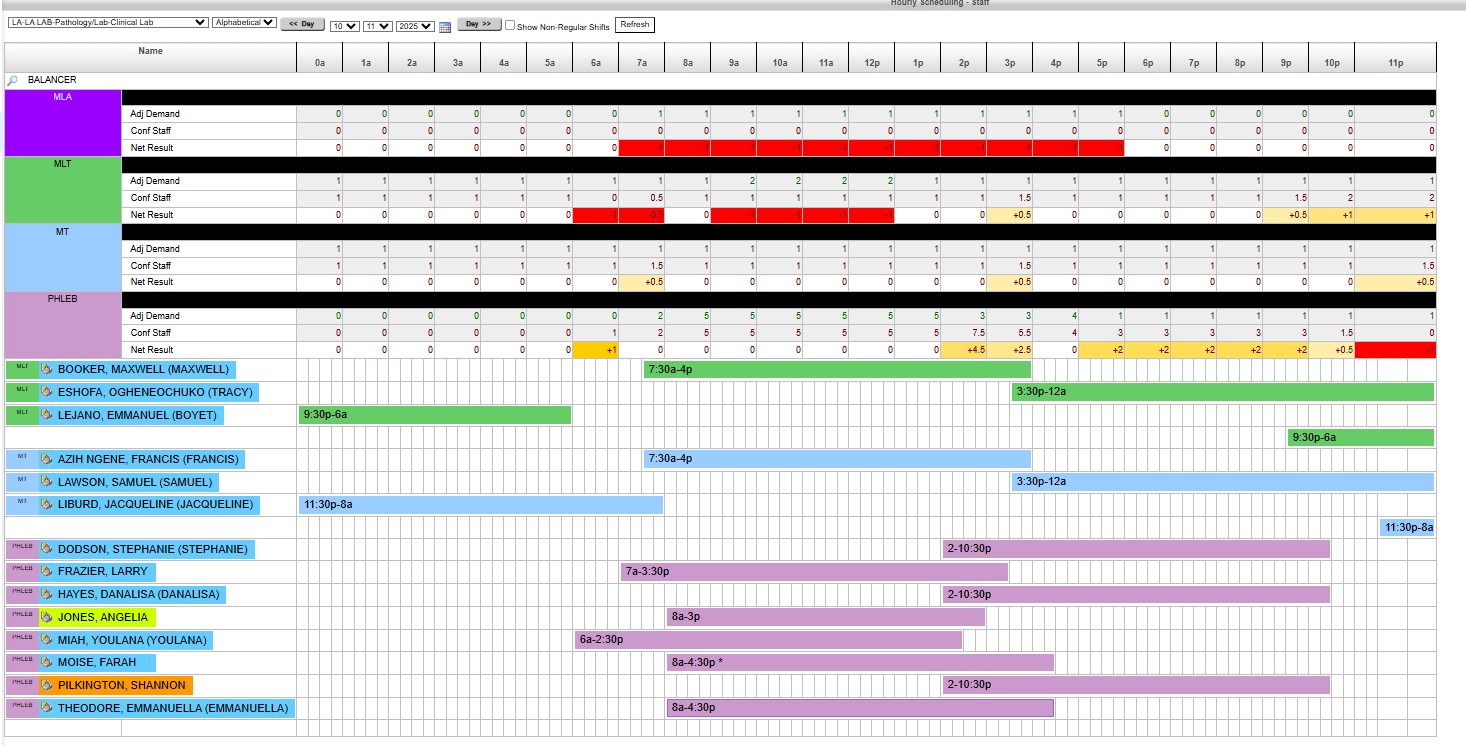 Hourly Scheduling - Staff
LA-LA LAB-Pathology/Lab-Clinical Lab Alphabetical << Day 10 11 2025 Day >> Show Non-Regular Shifts Refresh
Name 0a 1a 2a 3a 4a 5a 6a 7a 8a 9a 10a 11a 12p 1p 2p 3p 4p 5p 6p 7p 8p 9p 10p 11p
BALANCER
MLA
Adj Demand 0 0 0 0 0 0 0 1 1 1 1 1 1 1 1 1 1 1 0 0 0 0 0 0
Conf Staff 0 0 0 0 0 0 0 0 0 0 0 0 0 0 0 0 0 0 0 0 0 0 0 0
Net Result 0 0 0 0 0 0 0 -1 -1 -1 -1 -1 -1 -1 -1 -1 -1 -1 0 0 0 0 0 0
MLT
Adj Demand 1 1 1 1 1 1 1 1 1 2 2 2 2 1 1 1 1 1 1 1 1 1 1 1
Conf Staff 1 1 1 1 1 1 0 0.5 1 1 1 1 1 1 1 1.5 1 1 1 1 1 1.5 2 2
Net Result 0 0 0 0 0 0 -1 -0.5 0 -1 -1 -1 -1 0 0 +0.5 0 0 0 0 0 +0.5 +1 +1
MT
Adj Demand 1 1 1 1 1 1 1 1 1 1 1 1 1 1 1 1 1 1 1 1 1 1 1 1
Conf Staff 1 1 1 1 1 1 1 1.5 1 1 1 1 1 1 1 1.5 1 1 1 1 1 1 1 1.5
Net Result 0 0 0 0 0 0 0 +0.5 0 0 0 0 0 0 0 +0.5 0 0 0 0 0 0 0 +0.5
PHLEB
Adj Demand 0 0 0 0 0 0 0 2 5 5 5 5 5 5 3 3 4 1 1 1 1 1 1 1
Conf Staff 0 0 0 0 0 0 1 2 5 5 5 5 5 5 7.5 5.5 4 3 3 3 3 3 1.5 0
Net Result 0 0 0 0 0 0 +1 0 0 0 0 0 0 0 +4.5 +2.5 0 +2 +2 +2 +2 +2 +0.5 -1
MLT BOOKER, MAXWELL (MAXWELL) 7:30a-4p
MLT ESHOFA, OGHENEOCHUKO (TRACY) 3:30p-12a
MLT LEJANO, EMMANUEL (BOYET) 9:30p-6a
9:30p-6a
MT AZIH NGENE, FRANCIS (FRANCIS) 7:30a-4p
MT LAWSON, SAMUEL (SAMUEL) 3:30p-12a
MT LIBURD, JACQUELINE (JACQUELINE) 11:30p-8a
11:30p-8a
PHLEB DODSON, STEPHANIE (STEPHANIE) 2-10:30p
PHLEB FRAZIER, LARRY 7a-3:30p
PHLEB HAYES, DANALISA (DANALISA) 2-10:30p
PHLEB JONES, ANGELIA 8a-3p
PHLEB MIAH, YOULANA (YOULANA) 6a-2:30p
PHLEB MOISE, FARAH 8a-4:30p *
PHLEB PILKINGTON, SHANNON 2-10:30p
PHLEB THEODORE, EMMANUELLA (EMMANUELLA) 8a-4:30p